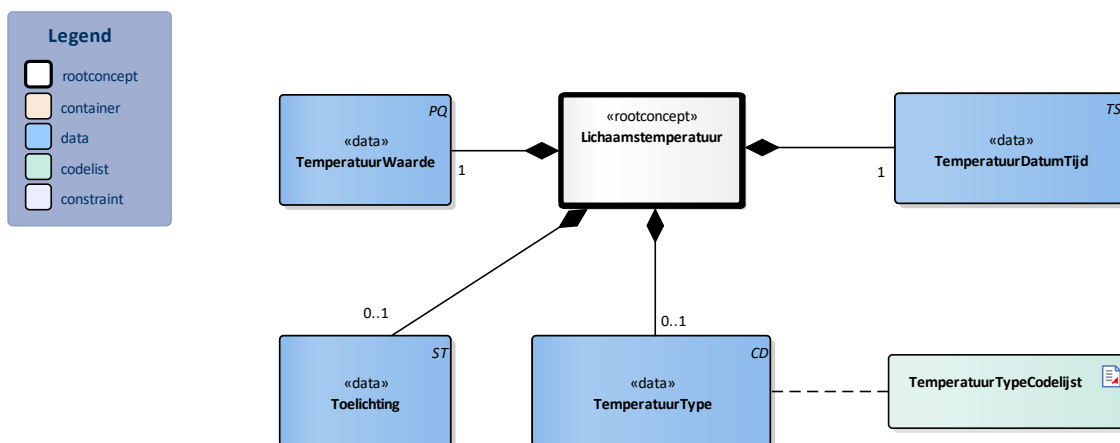 Legend
rootconcept
container
data
codelist
constraint
PQ
«data»
TemperatuurWaarde
1
«rootconcept»
Lichaamstemperatuur
TS
«data»
TemperatuurDatumTijd
1
0..1
ST
«data»
Toelichting
0..1
CD
«data»
TemperatuurType
TemperatuurTypeCodelijst